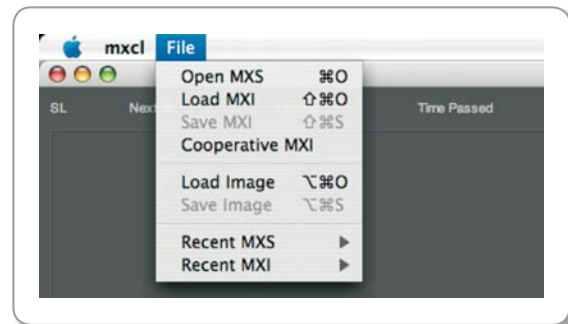 mxcl File
SL Nex Time Passed
Open MXS ⌘O
Load MXI ⇧⌘O
Save MXI ⇧⌘S
Cooperative MXI
Load Image ⌥⌘O
Save Image ⌥⌘S
Recent MXS ▶
Recent MXI ▶